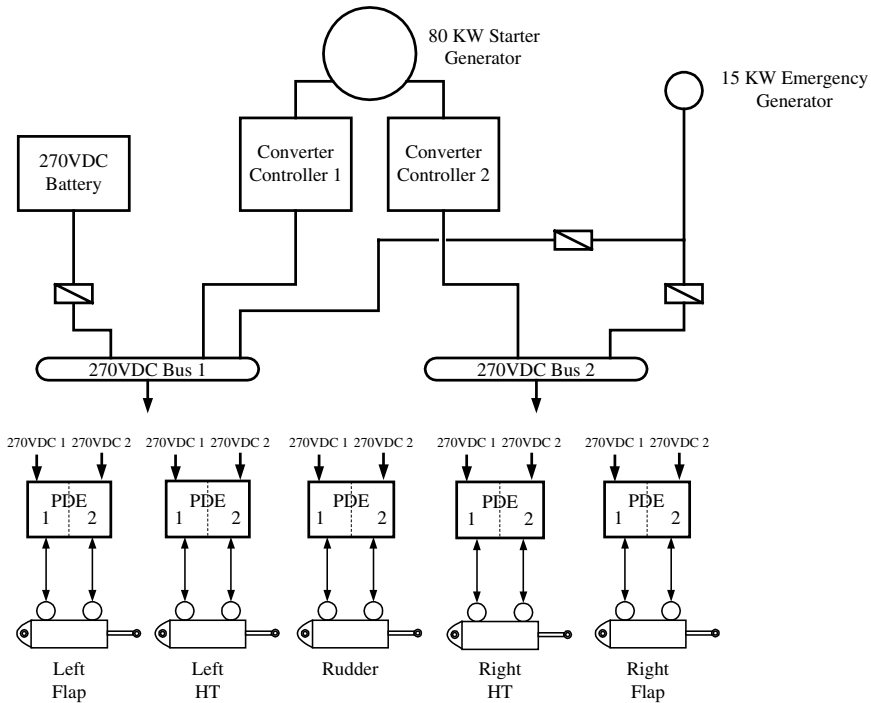 80 KW Starter
Generator
15 KW Emergency
Generator
270VDC
Battery
Converter
Controller 1
Converter
Controller 2
270VDC Bus 1
270VDC Bus 2
270VDC 1 270VDC 2
270VDC 1 270VDC 2
270VDC 1 270VDC 2
270VDC 1 270VDC 2
270VDC 1 270VDC 2
PDE
1 2
PDE
1 2
PDE
1 2
PDE
1 2
PDE
1 2
Left
Flap
Left
HT
Rudder
Right
HT
Right
Flap